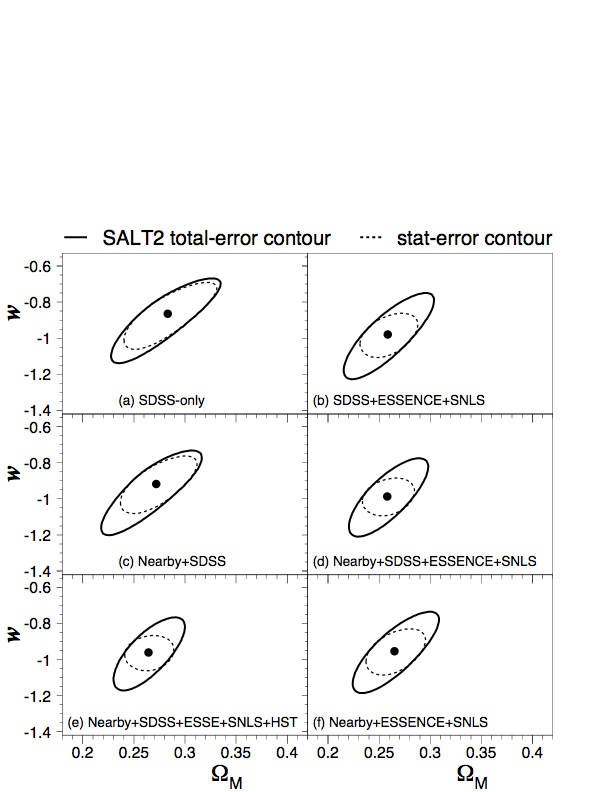 SALT2 total-error contour stat-error contour
-0.6
-0.8
w
-1
-1.2
-1.4
(a) SDSS-only (b) SDSS+ESSENCE+SNLS
-0.6
-0.8
w
-1
-1.2
-1.4
(c) Nearby+SDSS (d) Nearby+SDSS+ESSENCE+SNLS
-0.6
-0.8
w
-1
-1.2
-1.4
(e) Nearby+SDSS+ESSE+SNLS+HST (f) Nearby+ESSENCE+SNLS
0.2 0.25 0.3 0.35 0.4 0.2 0.25 0.3 0.35 0.4
Ω_M Ω_M